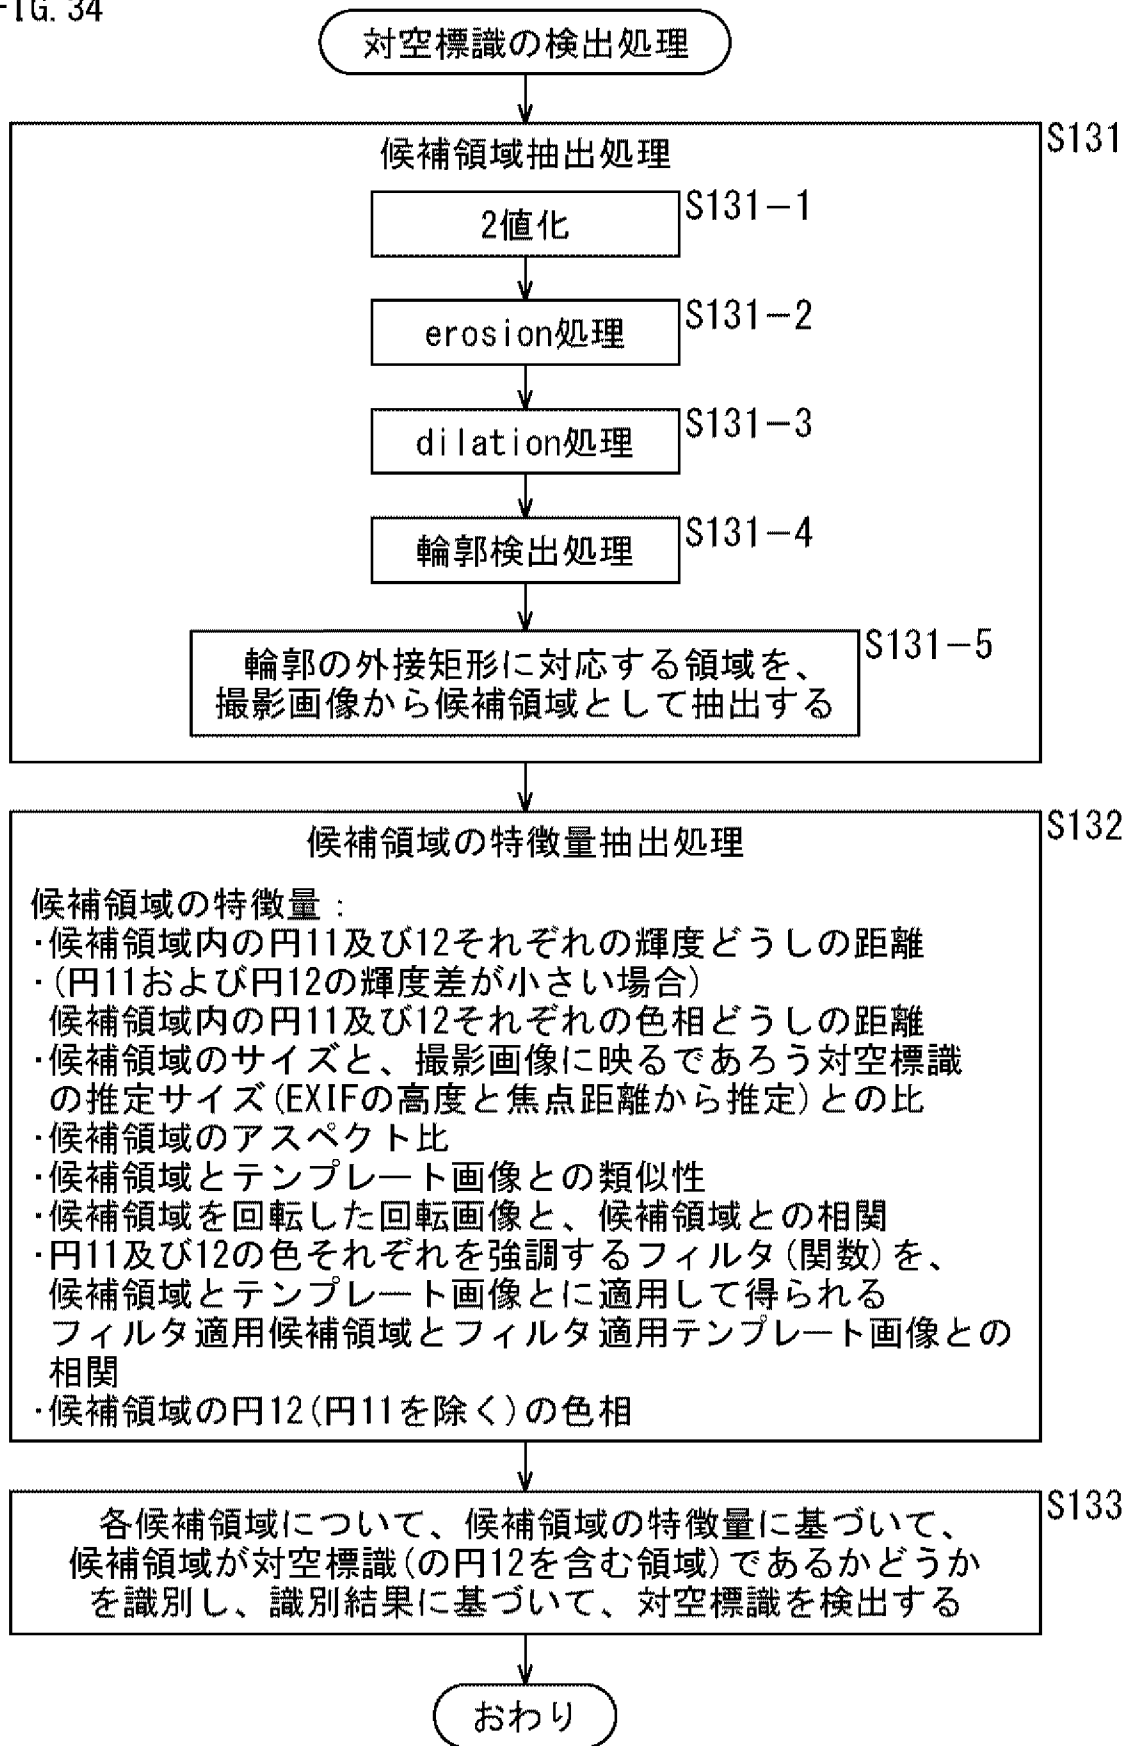 FIG. 34
対空標識の検出処理
S131
候補領域抽出処理
S131-1
2値化
S131-2
erosion処理
S131-3
dilation処理
S131-4
輪郭検出処理
S131-5
輪郭の外接矩形に対応する領域を、
撮影画像から候補領域として抽出する
S132
候補領域の特徴量抽出処理
候補領域の特徴量:
・候補領域内の円11及び12それぞれの輝度どうしの距離
・(円11および円12の輝度差が小さい場合)
候補領域内の円11及び12それぞれの色相どうしの距離
・候補領域のサイズと、撮影画像に映るであろう対空標識
の推定サイズ(EXIFの高度と焦点距離から推定)との比
・候補領域のアスペクト比
・候補領域とテンプレート画像との類似性
・候補領域を回転した回転画像と、候補領域との相関
・円11及び12の色それぞれを強調するフィルタ(関数)を、
候補領域とテンプレート画像とに適用して得られる
フィルタ適用候補領域とフィルタ適用テンプレート画像との
相関
・候補領域の円12(円11を除く)の色相
S133
各候補領域について、候補領域の特徴量に基づいて、
候補領域が対空標識(の円12を含む領域)であるかどうか
を識別し、識別結果に基づいて、対空標識を検出する
おわり